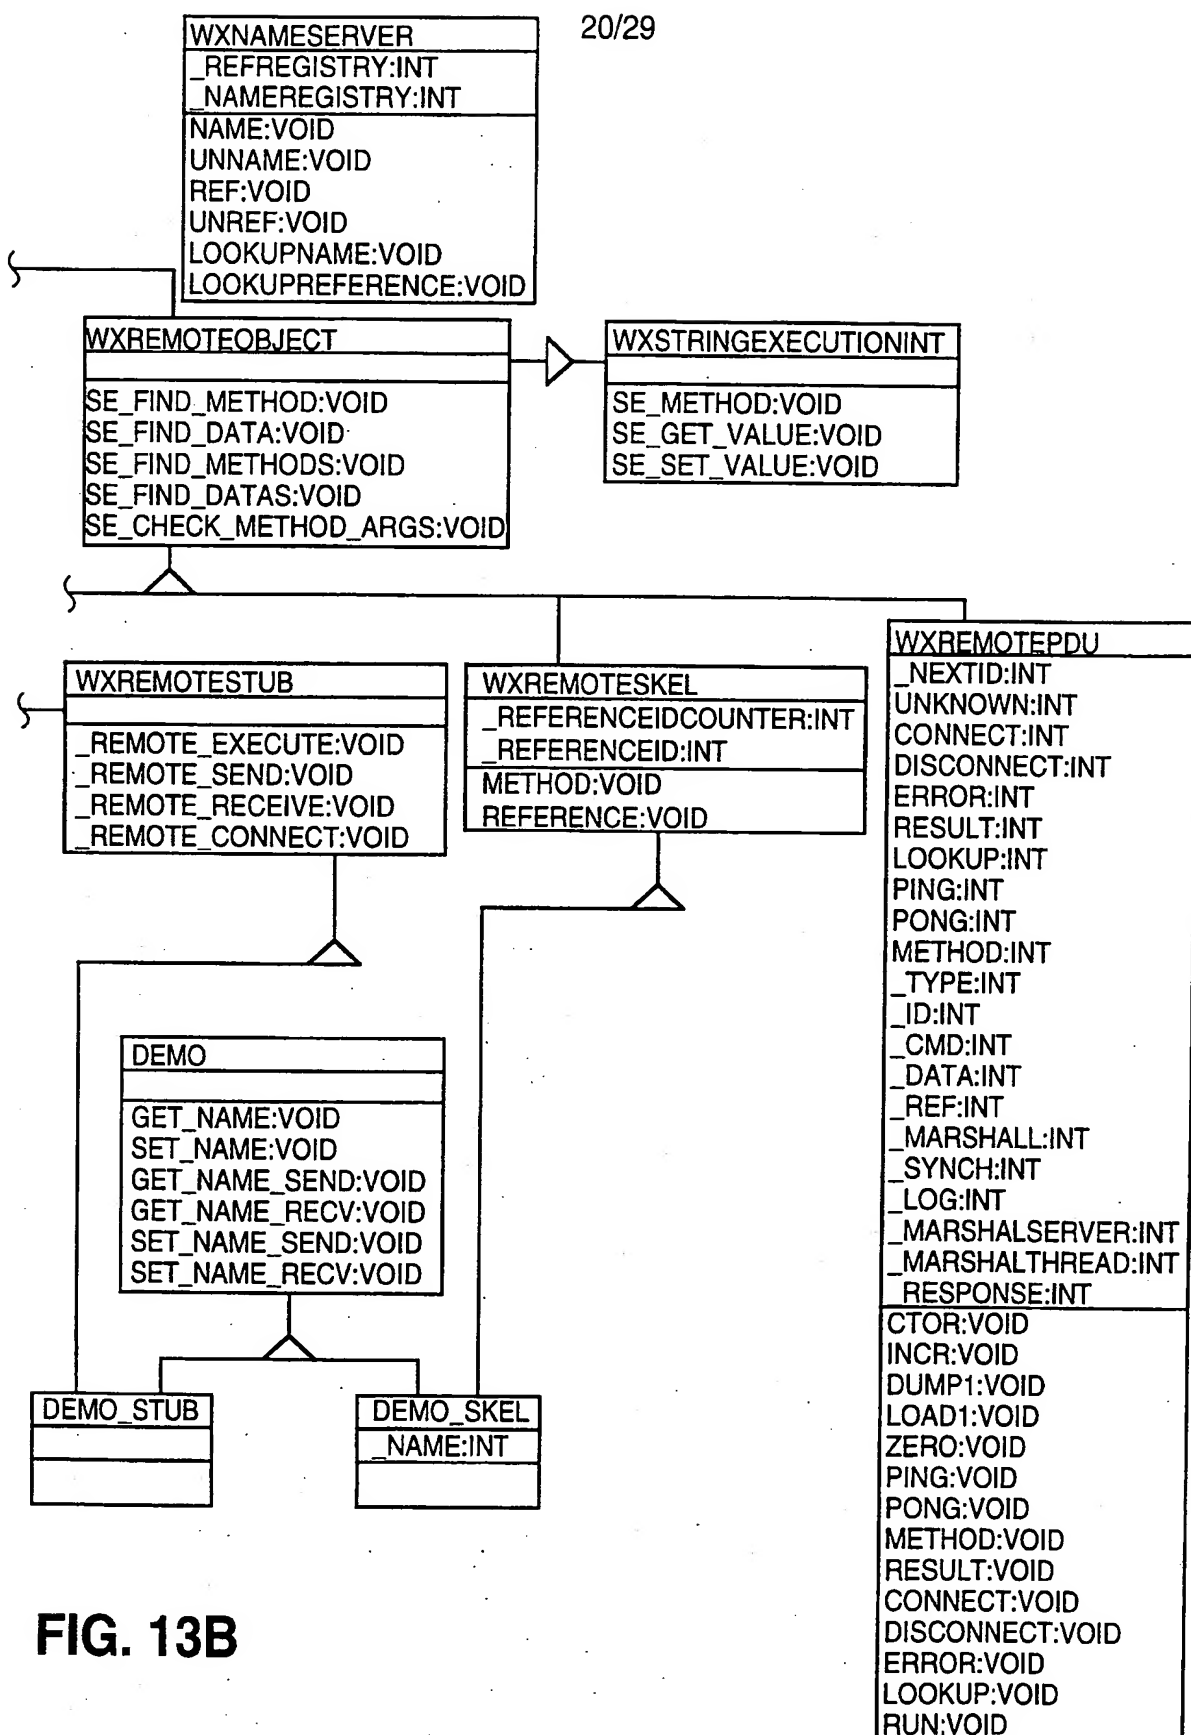 20/29
WXNAMESERVER
_REFREGISTRY:INT
_NAMEREGISTRY:INT
NAME:VOID
UNNAME:VOID
REF:VOID
UNREF:VOID
LOOKUPNAME:VOID
LOOKUPREFERENCE:VOID
WXREMOTEOBJECT
SE_FIND_METHOD:VOID
SE_FIND_DATA:VOID
SE_FIND_METHODS:VOID
SE_FIND_DATAS:VOID
SE_CHECK_METHOD_ARGS:VOID
WXSTRINGEXECUTIONINT
SE_METHOD:VOID
SE_GET_VALUE:VOID
SE_SET_VALUE:VOID
WXREMOTESTUB
_REMOTE_EXECUTE:VOID
_REMOTE_SEND:VOID
_REMOTE_RECEIVE:VOID
_REMOTE_CONNECT:VOID
WXREMOTESKEL
_REFERENCEIDCOUNTER:INT
_REFERENCEID:INT
METHOD:VOID
REFERENCE:VOID
WXREMOTEPDU
_NEXTID:INT
UNKNOWN:INT
CONNECT:INT
DISCONNECT:INT
ERROR:INT
RESULT:INT
LOOKUP:INT
PING:INT
PONG:INT
METHOD:INT
_TYPE:INT
_ID:INT
_CMD:INT
_DATA:INT
_REF:INT
_MARSHALL:INT
_SYNCH:INT
_LOG:INT
_MARSHALSERVER:INT
_MARSHALTHREAD:INT
_RESPONSE:INT
CTOR:VOID
INCR:VOID
DUMP1:VOID
LOAD1:VOID
ZERO:VOID
PING:VOID
PONG:VOID
METHOD:VOID
RESULT:VOID
CONNECT:VOID
DISCONNECT:VOID
ERROR:VOID
LOOKUP:VOID
RUN:VOID
DEMO
GET_NAME:VOID
SET_NAME:VOID
GET_NAME_SEND:VOID
GET_NAME_RECV:VOID
SET_NAME_SEND:VOID
SET_NAME_RECV:VOID
DEMO_STUB
DEMO_SKEL
_NAME:INT
FIG. 13B